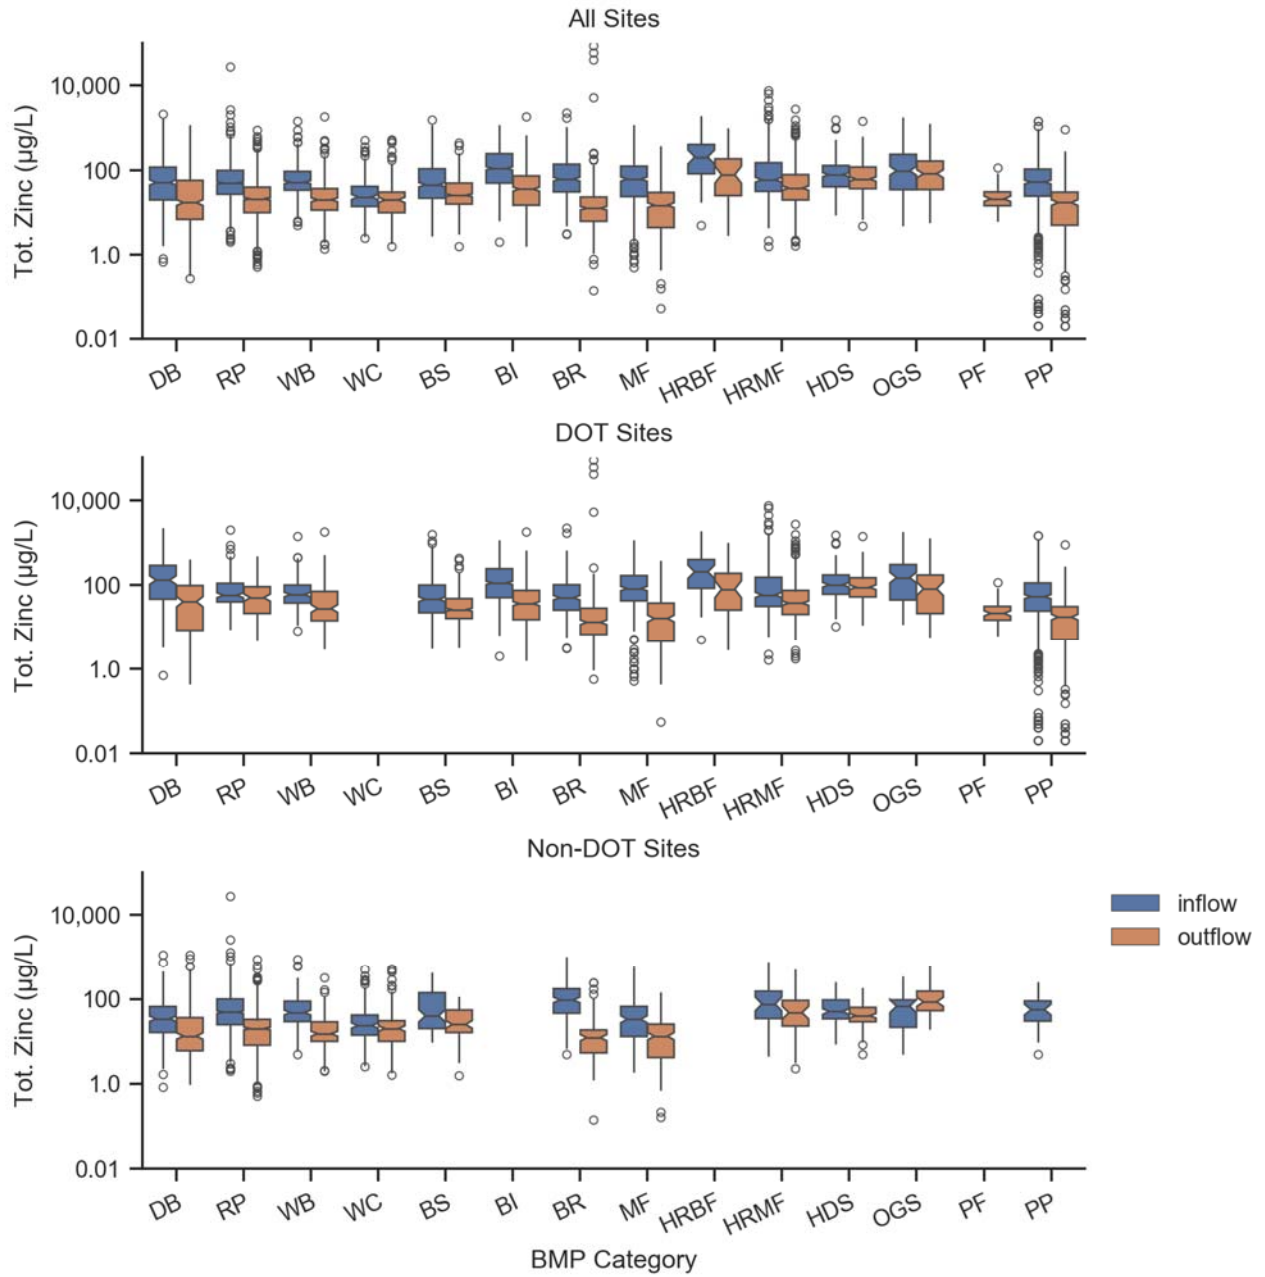 All Sites
Tot. Zinc (µg/L)
10,000
100
1.0
0.01
DB RP WB WC BS BI BR MF HRBF HRMF HDS OGS PF PP
DOT Sites
Tot. Zinc (µg/L)
10,000
100
1.0
0.01
DB RP WB WC BS BI BR MF HRBF HRMF HDS OGS PF PP
Non-DOT Sites
Tot. Zinc (µg/L)
10,000
100
1.0
0.01
inflow
outflow
DB RP WB WC BS BI BR MF HRBF HRMF HDS OGS PF PP
BMP Category